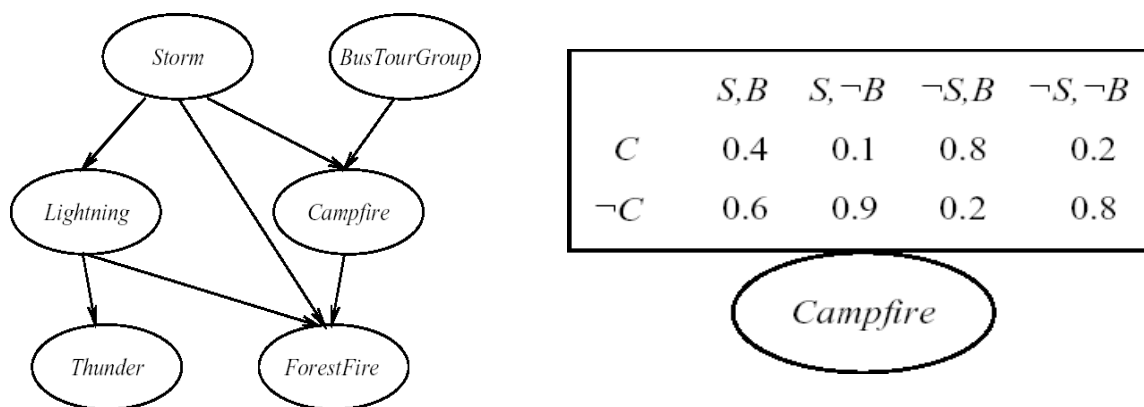 Storm
BusTourGroup
Lightning
Campfire
Thunder
ForestFire
S,B S,¬B ¬S,B ¬S,¬B
C 0.4 0.1 0.8 0.2
¬C 0.6 0.9 0.2 0.8
Campfire